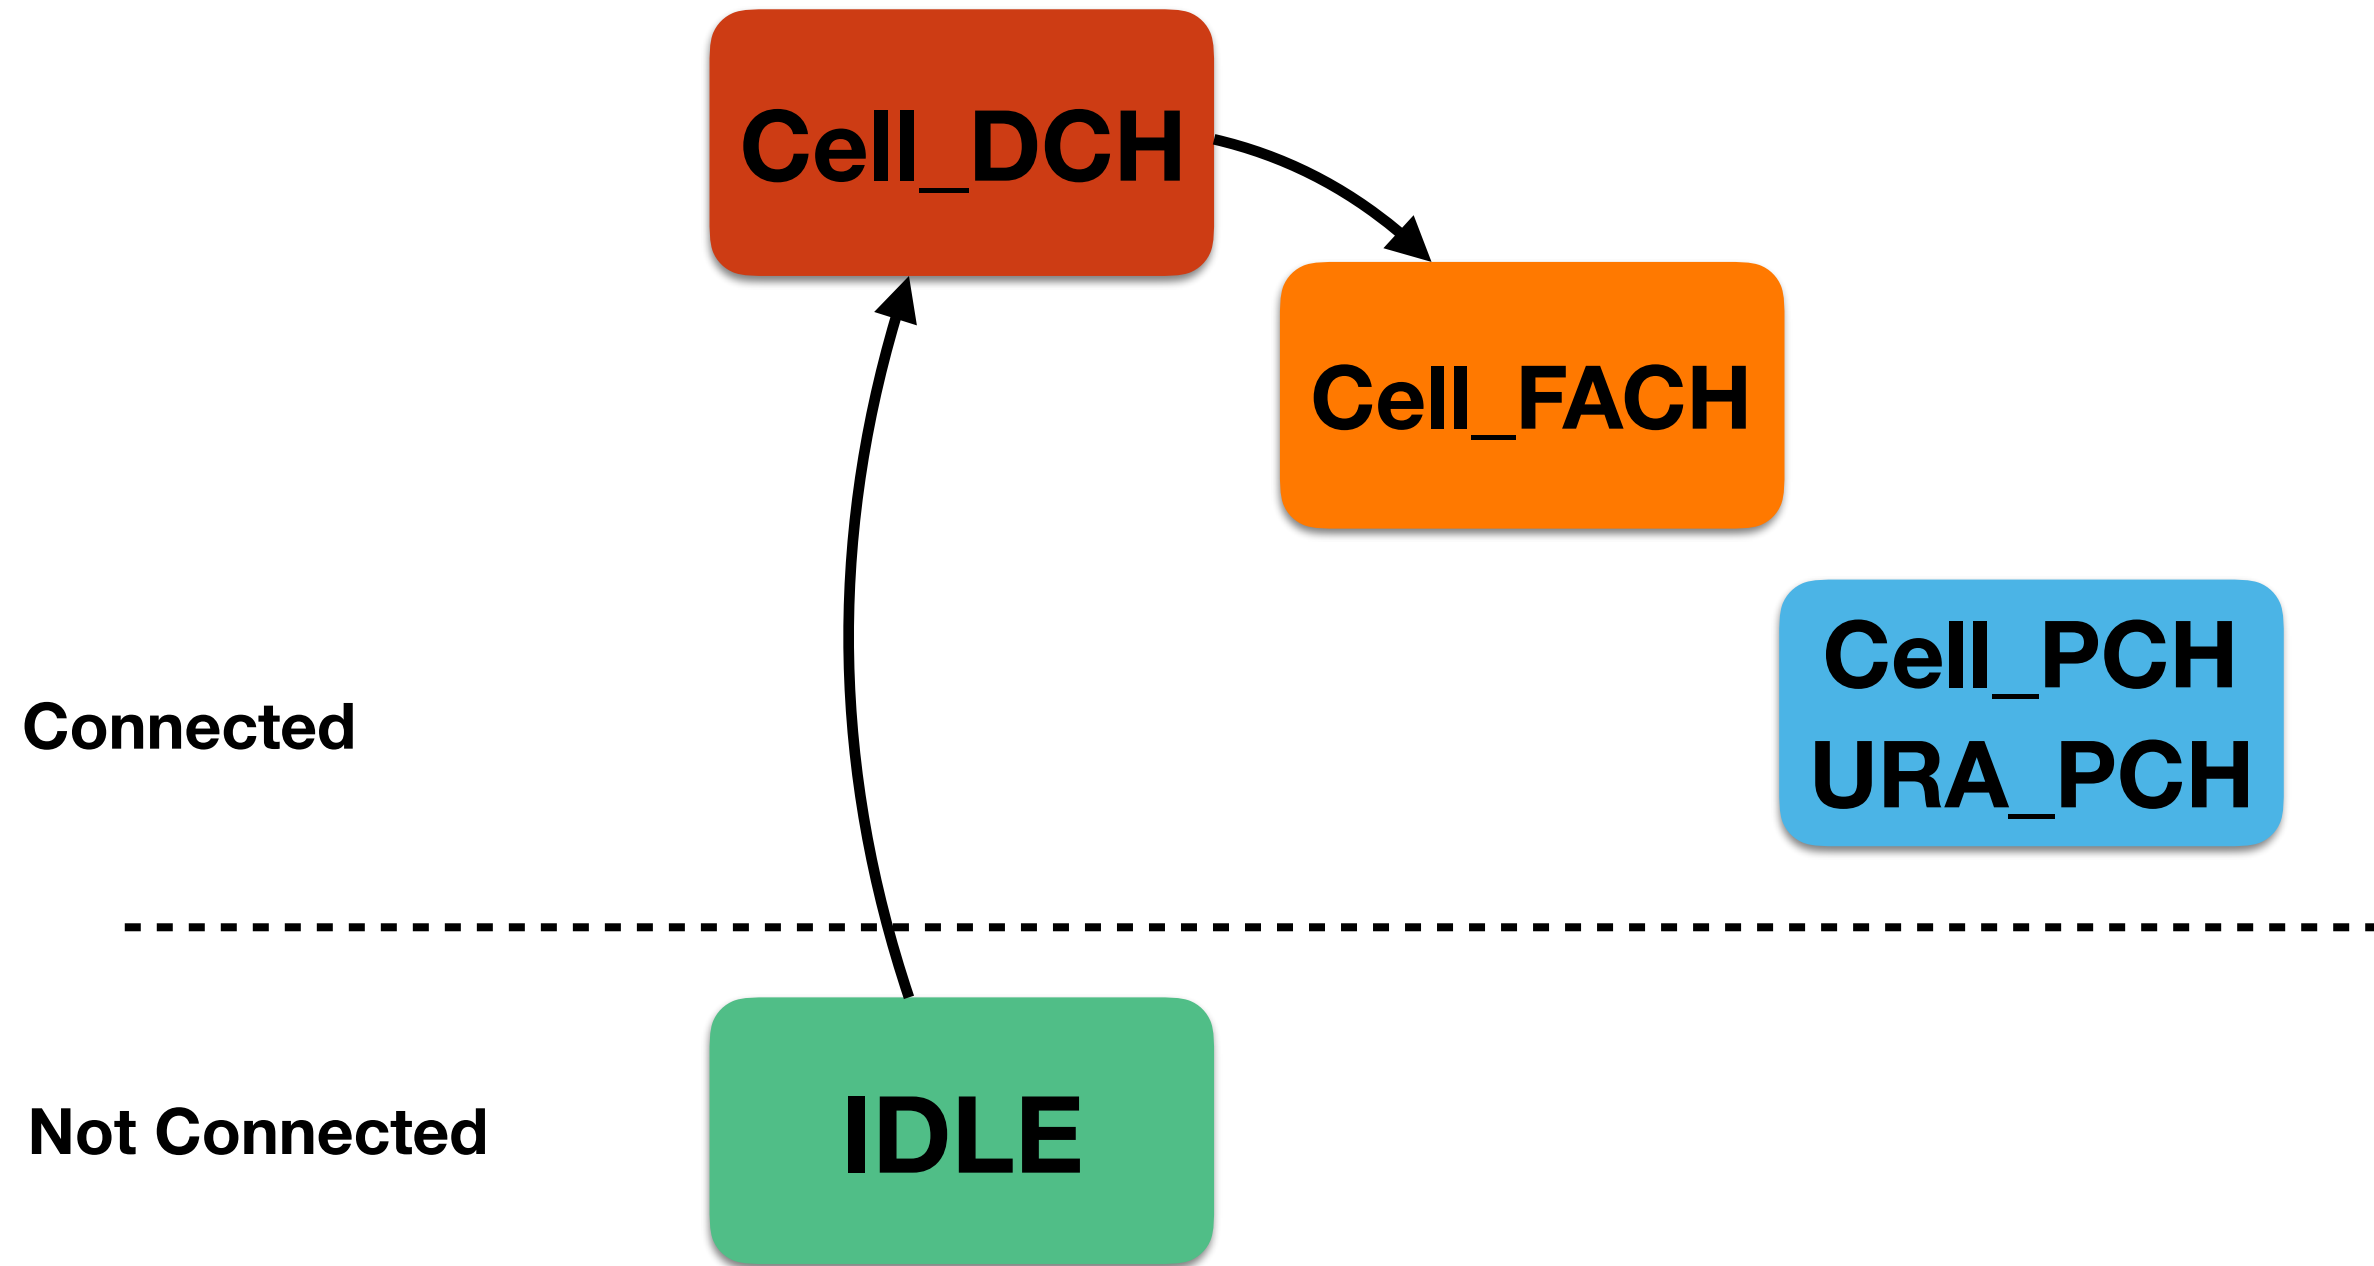 Cell_DCH
Cell_FACH
Cell_PCH
URA_PCH
Connected
Not Connected
IDLE